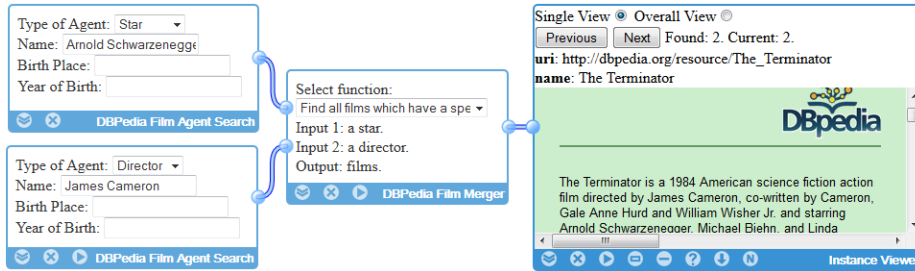 Type of Agent: Star
Name: Arnold Schwarzenegge
Birth Place:
Year of Birth:
DBPedia Film Agent Search
Type of Agent: Director
Name: James Cameron
Birth Place:
Year of Birth:
DBPedia Film Agent Search
Select function:
Find all films which have a spe
Input 1: a star.
Input 2: a director.
Output: films.
DBPedia Film Merger
Single View Overall View
Previous Next Found: 2. Current: 2.
uri: http://dbpedia.org/resource/The_Terminator
name: The Terminator
DBpedia
The Terminator is a 1984 American science fiction action
film directed by James Cameron, co-written by Cameron,
Gale Anne Hurd and William Wisher Jr. and starring
Arnold Schwarzenegger, Michael Biehn, and Linda
Instance Viewe